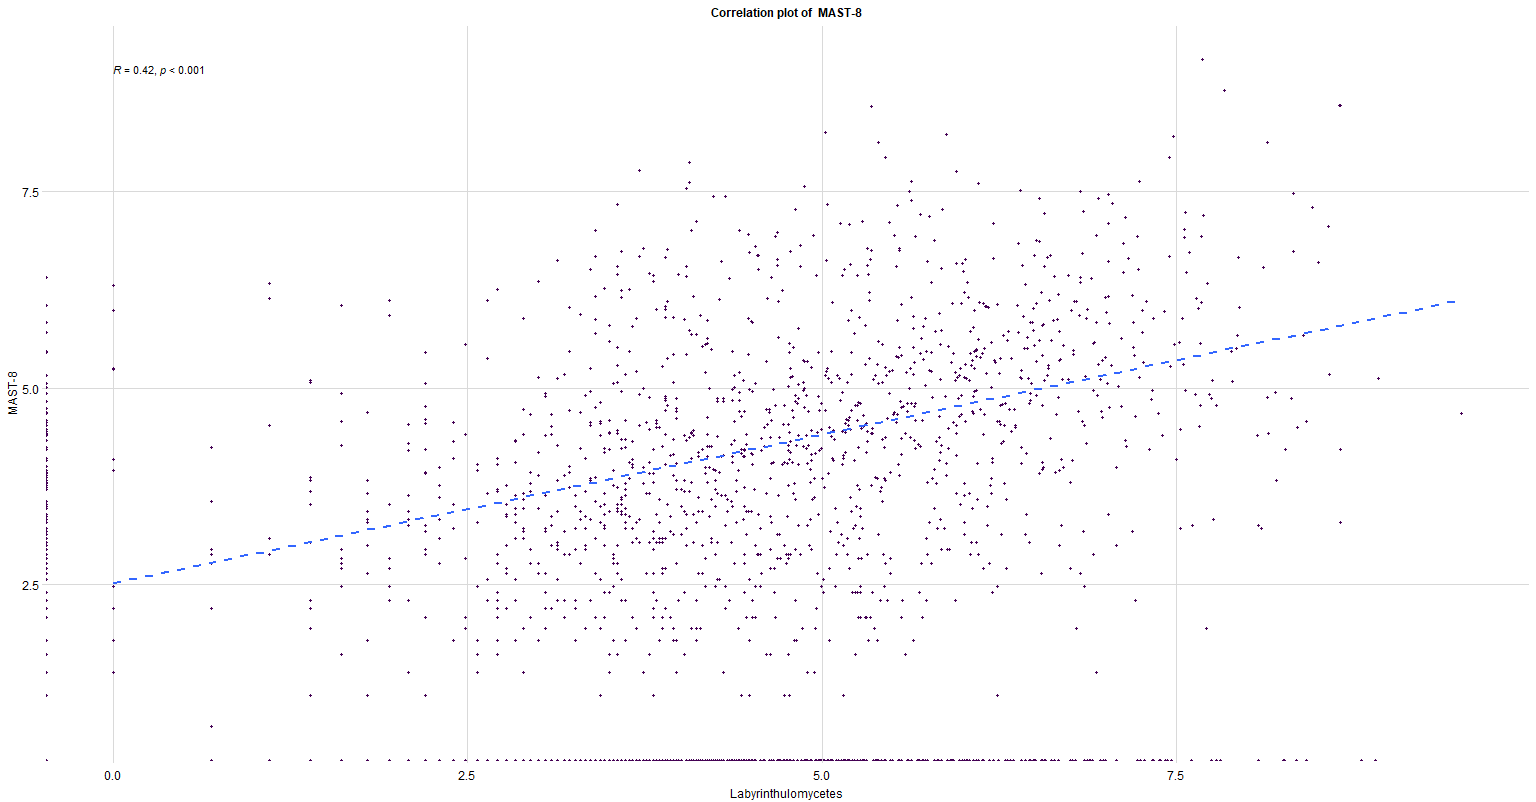 Correlation plot of MAST-8
R = 0.42, p < 0.001
7.5
5.0
2.5
MAST-8
0.0 2.5 5.0 7.5
Labyrinthulomycetes